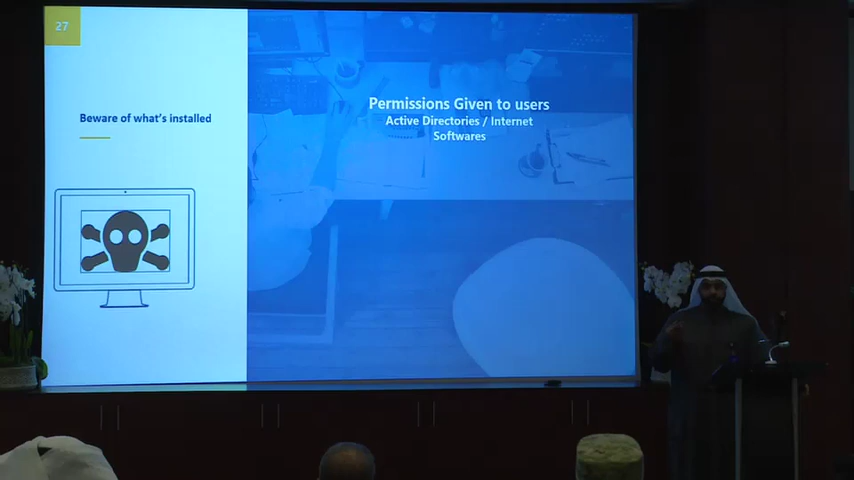 27
Beware of what's installed
Permissions Given to users
Active Directories / Internet
Softwares